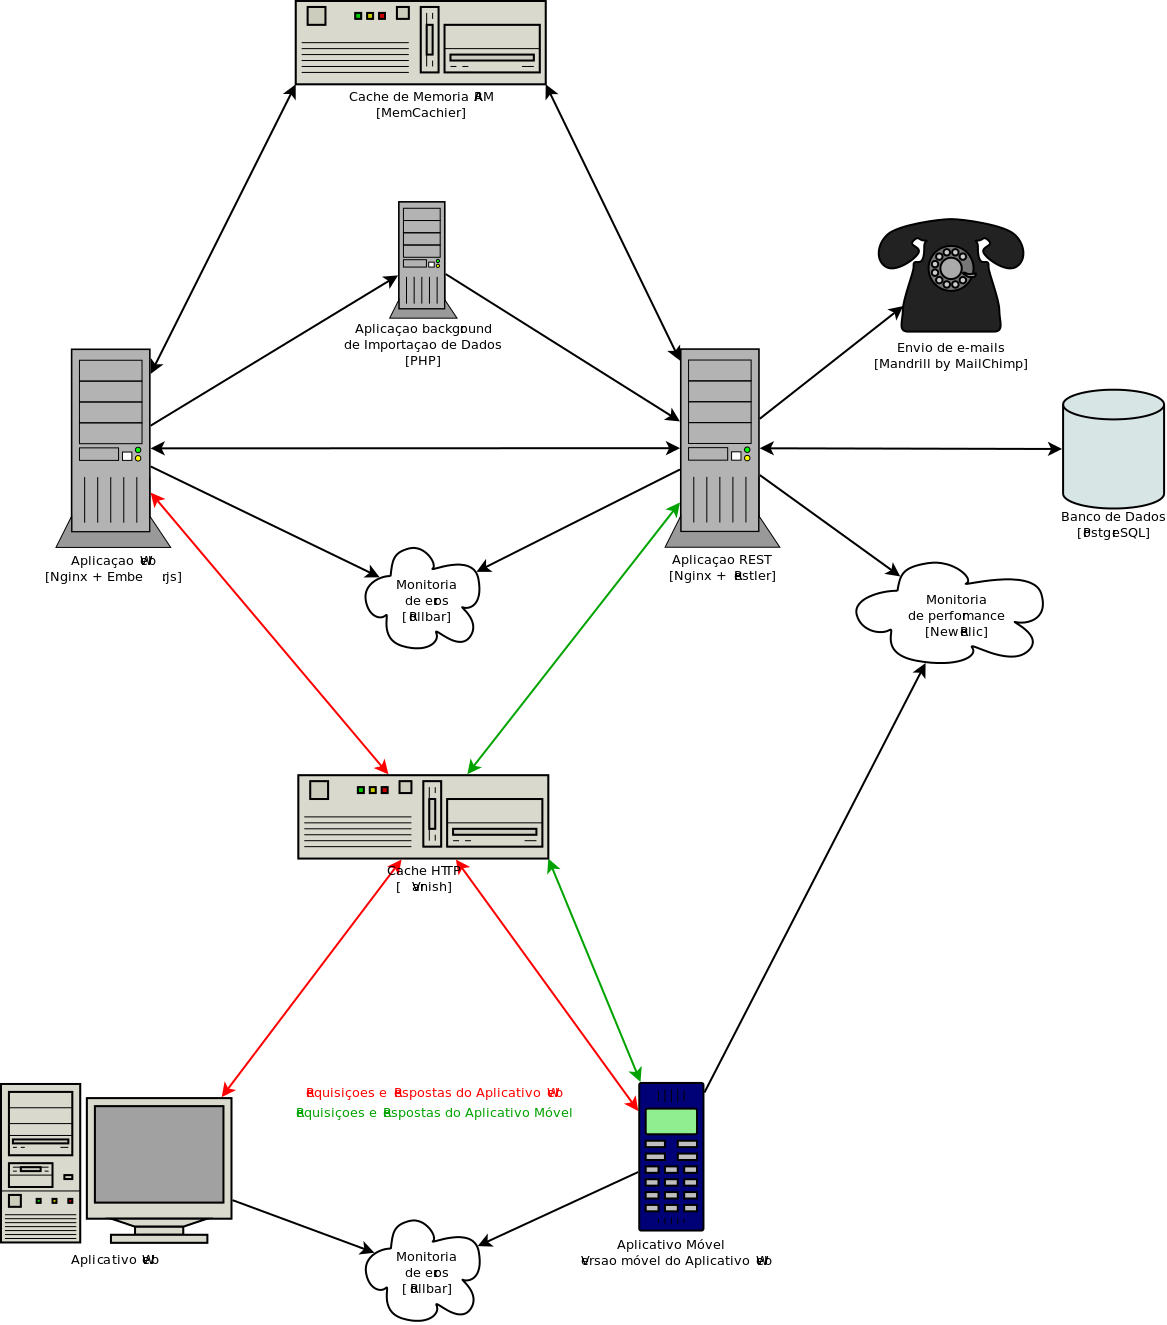 Cache de Memoria RAM
[MemCachier]
Aplicaçao background
de Importaçao de Dados
[PHP]
Envio de e-mails
[Mandrill by MailChimp]
Banco de Dados
[PostgreSQL]
Aplicaçao Web
[Nginx + Emberjs]
Aplicaçao REST
[Nginx + Restler]
Monitoria
de erros
[Rollbar]
Monitoria
de performance
[New Relic]
Cache HTTP
[Varnish]
Requisiçoes e Respostas do Aplicativo Web
Requisiçoes e Respostas do Aplicativo Móvel
Aplicativo Web
Monitoria
de erros
[Rollbar]
Aplicativo Móvel
Versao móvel do Aplicativo Web